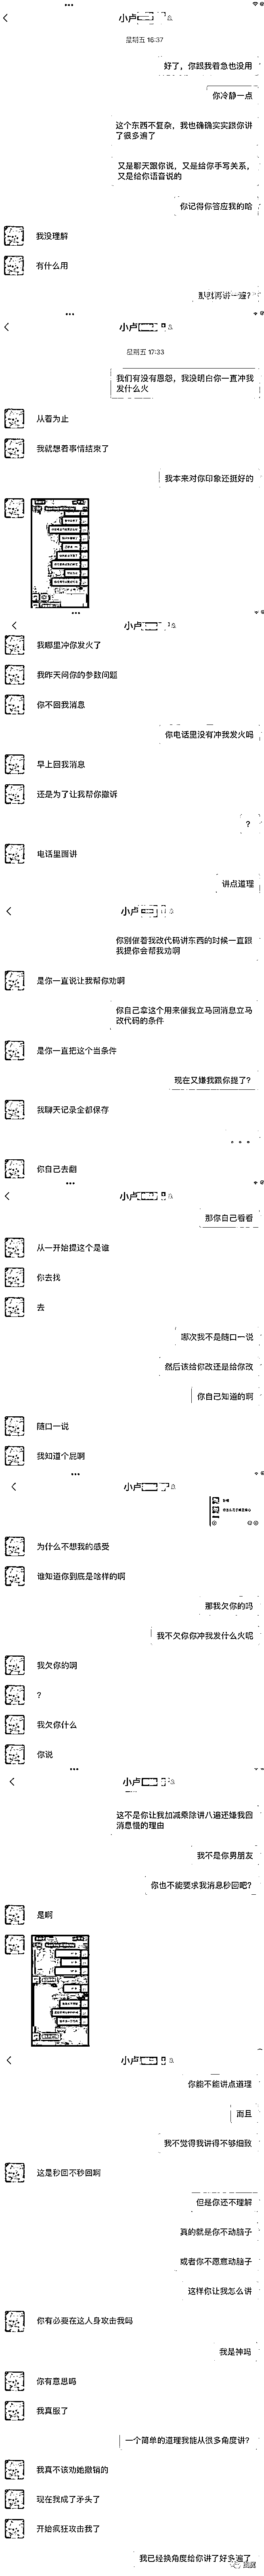 小卢
星期五 16:37
好了，你跟我着急也没用
你冷静一点
这个东西不复杂，我也确确实实跟你讲
了很多遍了
又是聊天跟你说，又是给你手写关系，
又是给你语音说的
你记得你答应我的哈
我没理解
有什么用
小卢
星期五 17:33
我们有没有恩怨，我没明白你一直冲我
发什么火
从着为止
我就想着事情结束了
我本来对你印象还挺好的
小卢
我哪里冲你发火了
我昨天问你的参数问题
你不回我消息
你电话里没有冲我发火吗
早上回我消息
还是为了让我帮你撤诉
?
电话里面讲
讲点道理
小卢
你别催着我改代码讲东西的时候一直跟
我提你会帮我劝啊
是你一直说让我帮你劝啊
你自己拿这个用来催我立马回消息立马
改代码的条件
是你一直把这个当条件
现在又嫌我跟你提了?
我聊天记录全都保存
...
你自己去翻
小卢
那你自己看看
从一开始提这个是谁
你去找
去
哪次我不是随口一说
然后该给你改还是给你改
你自己知道的啊
随口一说
我知道个屁啊
小卢
为什么不想我的感受
谁知道你到底是啥样的啊
那我欠你的吗
我不欠你你冲我发什么火呢
我欠你的啊
?
我欠你什么
你说
小卢
这不是你让我加减乘除讲八遍还嫌我回
消息慢的理由
我不是你男朋友
你也不能要求我消息秒回吧?
是啊
小卢
你能不能讲点道理
而且
我不觉得我讲得不够细致
这是秒回不秒回啊
但是你还不理解
真的就是你不动脑子
或者你不愿意动脑子
这样你让我怎么讲
你有必要在这人身攻击我吗
我是神吗
你有意思吗
我真服了
一个简单的道理我能从很多角度讲?
我真不该劝她撤销的
现在我成了矛头了
开始疯狂攻击我了
我已经换角度给你讲了好多遍了